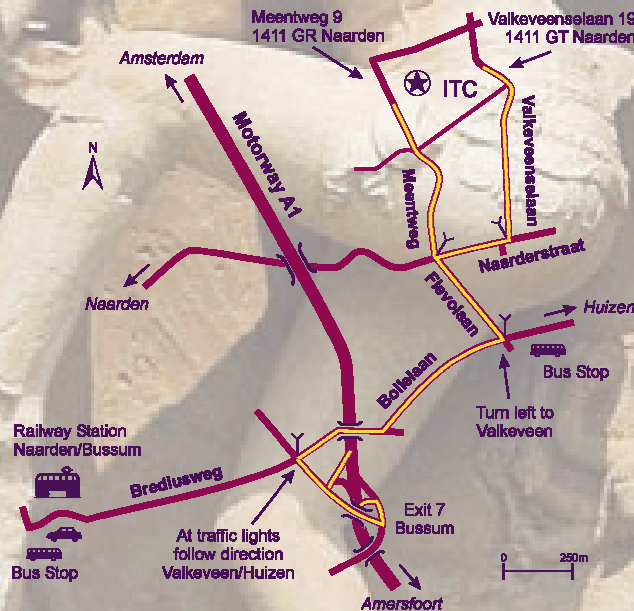 Meentweg 9
1411 GR Naarden
Valkeveenselaan 19
1411 GT Naarden
Amsterdam
ITC
N
Motorway A1
Valkeveenselaan
Meentweg
Naarderstraat
Naarden
Flevolaan
Huizen
Bus Stop
Bollelaan
Turn left to
Valkeveen
Railway Station
Naarden/Bussum
Brediusweg
Exit 7
Bussum
At traffic lights
follow direction
Valkeveen/Huizen
Bus Stop
0 250m
Amersfoort